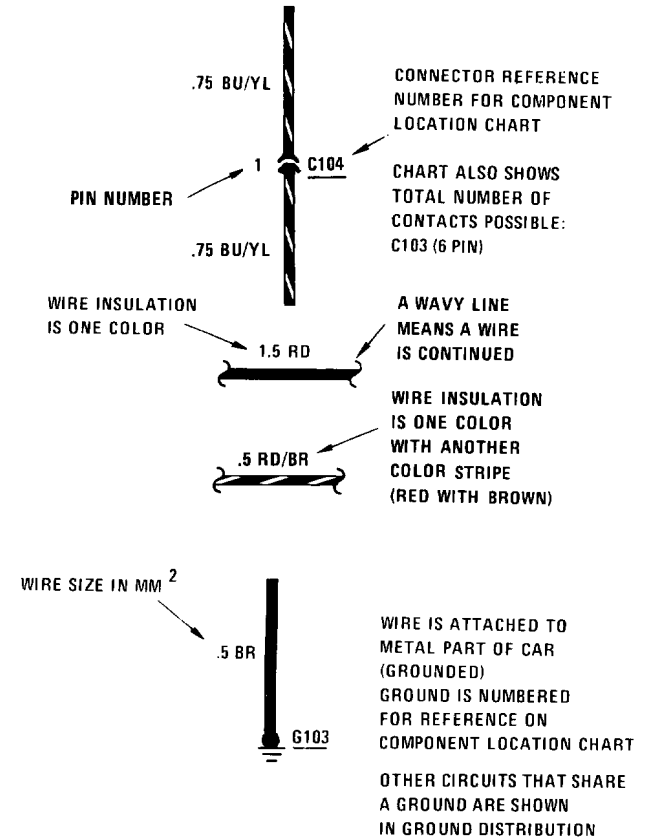 .75 BU/YL
CONNECTOR REFERENCE
NUMBER FOR COMPONENT
LOCATION CHART
1
C104
PIN NUMBER
CHART ALSO SHOWS
TOTAL NUMBER OF
CONTACTS POSSIBLE:
C103 (6 PIN)
.75 BU/YL
WIRE INSULATION
IS ONE COLOR
1.5 RD
A WAVY LINE
MEANS A WIRE
IS CONTINUED
.5 RD/BR
WIRE INSULATION
IS ONE COLOR
WITH ANOTHER
COLOR STRIPE
(RED WITH BROWN)
WIRE SIZE IN MM 2
.5 BR
G103
WIRE IS ATTACHED TO
METAL PART OF CAR
(GROUNDED)
GROUND IS NUMBERED
FOR REFERENCE ON
COMPONENT LOCATION CHART
OTHER CIRCUITS THAT SHARE
A GROUND ARE SHOWN
IN GROUND DISTRIBUTION